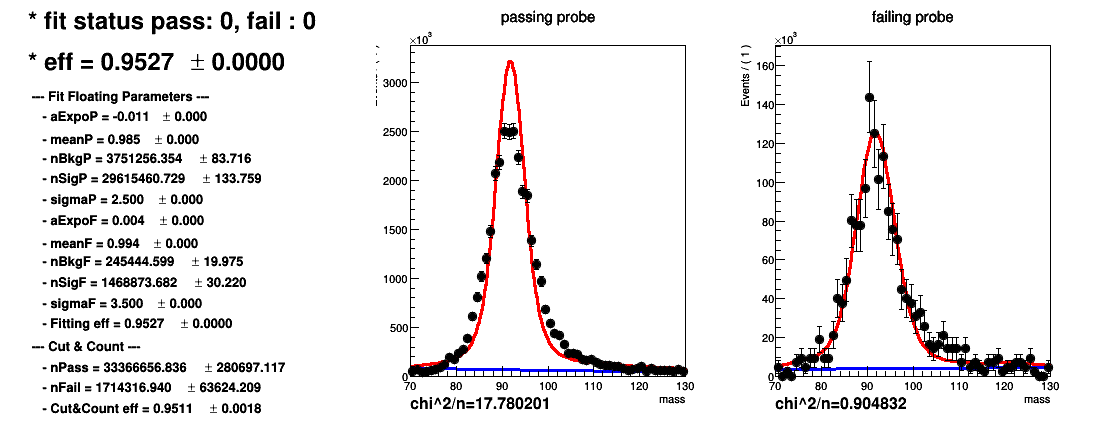 * fit status pass: 0, fail : 0
* eff = 0.9527 ± 0.0000
--- Fit Floating Parameters ---
- aExpoP = -0.011 ± 0.000
- meanP = 0.985 ± 0.000
- nBkgP = 3751256.354 ± 83.716
- nSigP = 29615460.729 ± 133.759
- sigmaP = 2.500 ± 0.000
- aExpoF = 0.004 ± 0.000
- meanF = 0.994 ± 0.000
- nBkgF = 245444.599 ± 19.975
- nSigF = 1468873.682 ± 30.220
- sigmaF = 3.500 ± 0.000
- Fitting eff = 0.9527 ± 0.0000
--- Cut & Count ---
- nPass = 33366656.836 ± 280697.117
- nFail = 1714316.940 ± 63624.209
- Cut&Count eff = 0.9511 ± 0.0018
passing probe
×10³
3000
2500
2000
1500
1000
500
0
70 80 90 100 110 120 130
mass
chi^2/n=17.780201
failing probe
×10³
Events / ( 1 )
160
140
120
100
80
60
40
20
0
70 80 90 100 110 120 130
mass
chi^2/n=0.904832